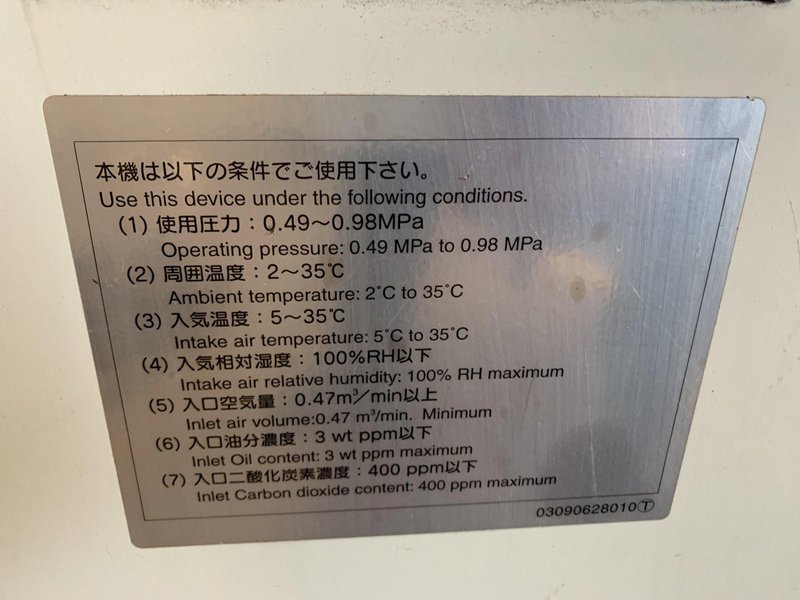 本機は以下の条件でご使用下さい。
Use this device under the following conditions.
(1) 使用圧力：0.49～0.98MPa
Operating pressure: 0.49 MPa to 0.98 MPa
(2) 周囲温度：2～35℃
Ambient temperature: 2˚C to 35˚C
(3) 入気温度：5～35℃
Intake air temperature: 5˚C to 35˚C
(4) 入気相対湿度：100%RH以下
Intake air relative humidity: 100% RH maximum
(5) 入口空気量：0.47m³／min以上
Inlet air volume:0.47 m³/min. Minimum
(6) 入口油分濃度：3 wt ppm以下
Inlet Oil content: 3 wt ppm maximum
(7) 入口二酸化炭素濃度：400 ppm以下
Inlet Carbon dioxide content: 400 ppm maximum
03090628010Ⓣ